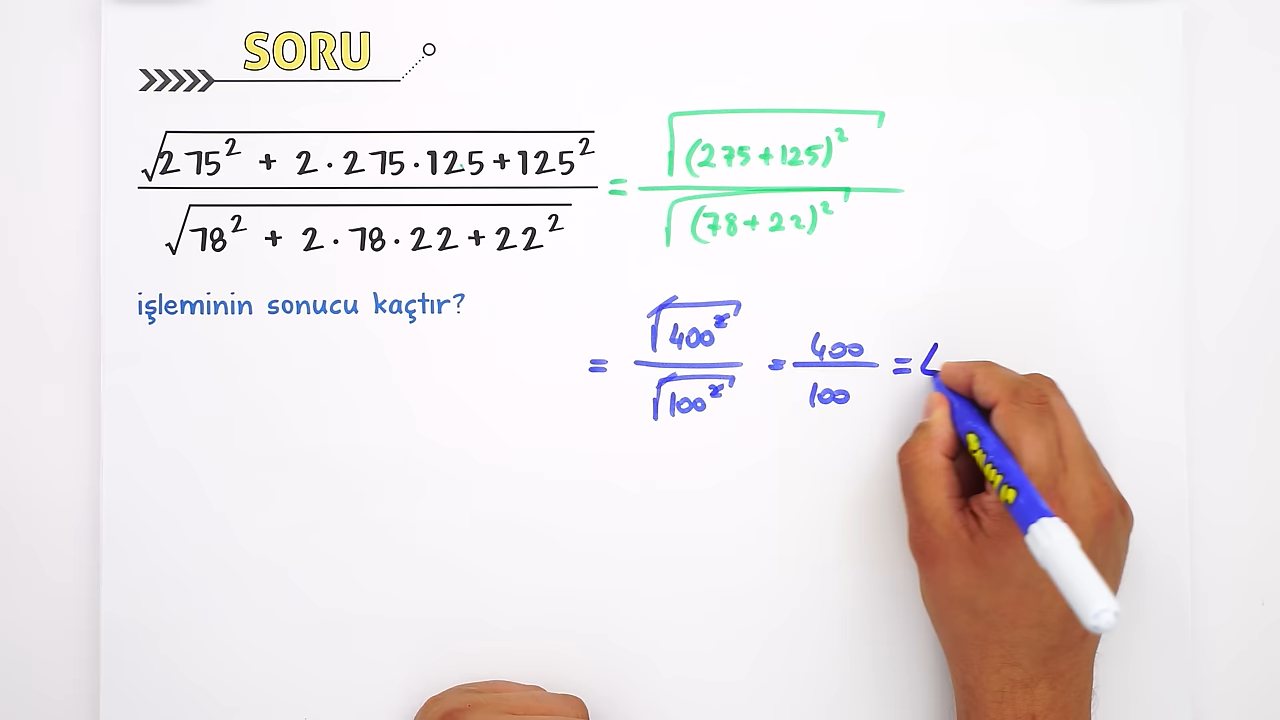 SORU
√275² + 2·275·125+125² / √78² + 2·78·22+22² = √(275+125)² / √(78+22)²
işleminin sonucu kaçtır?
= √400² / √100² = 400 / 100 =